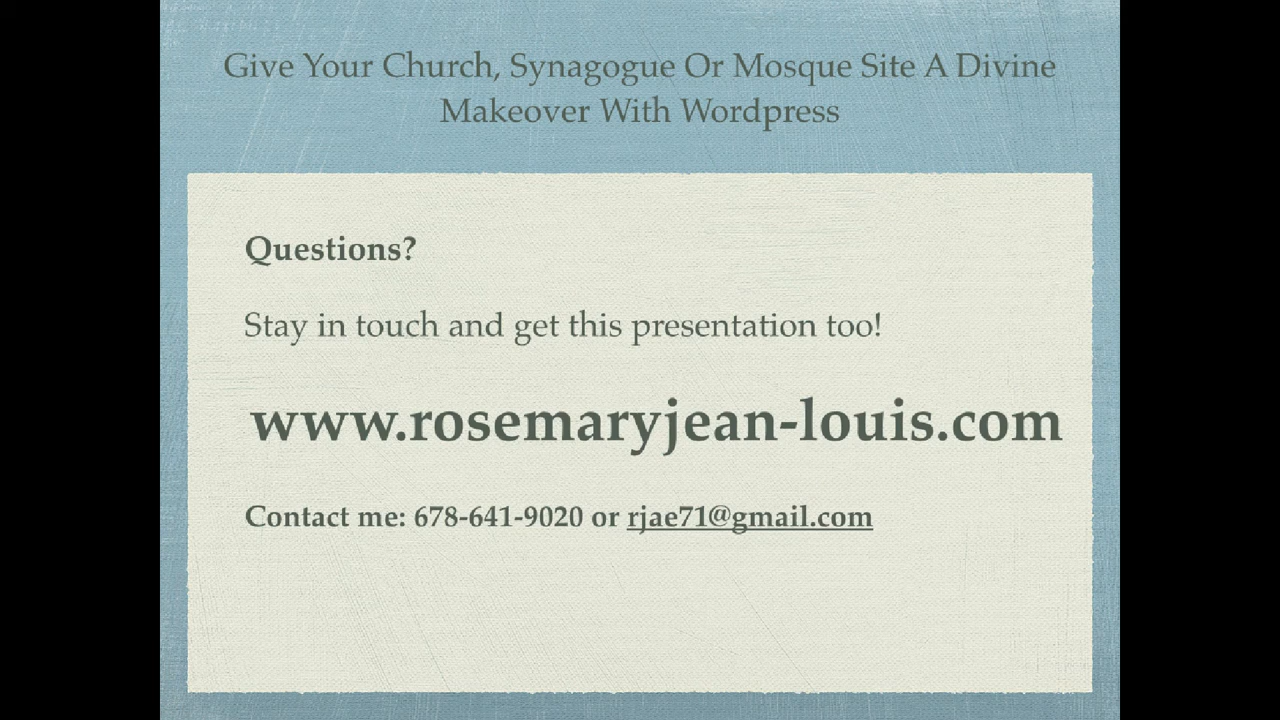 Give Your Church, Synagogue Or Mosque Site A Divine
Makeover With Wordpress
Questions?
Stay in touch and get this presentation too!
www.rosemaryjean-louis.com
Contact me: 678-641-9020 or rjae71@gmail.com